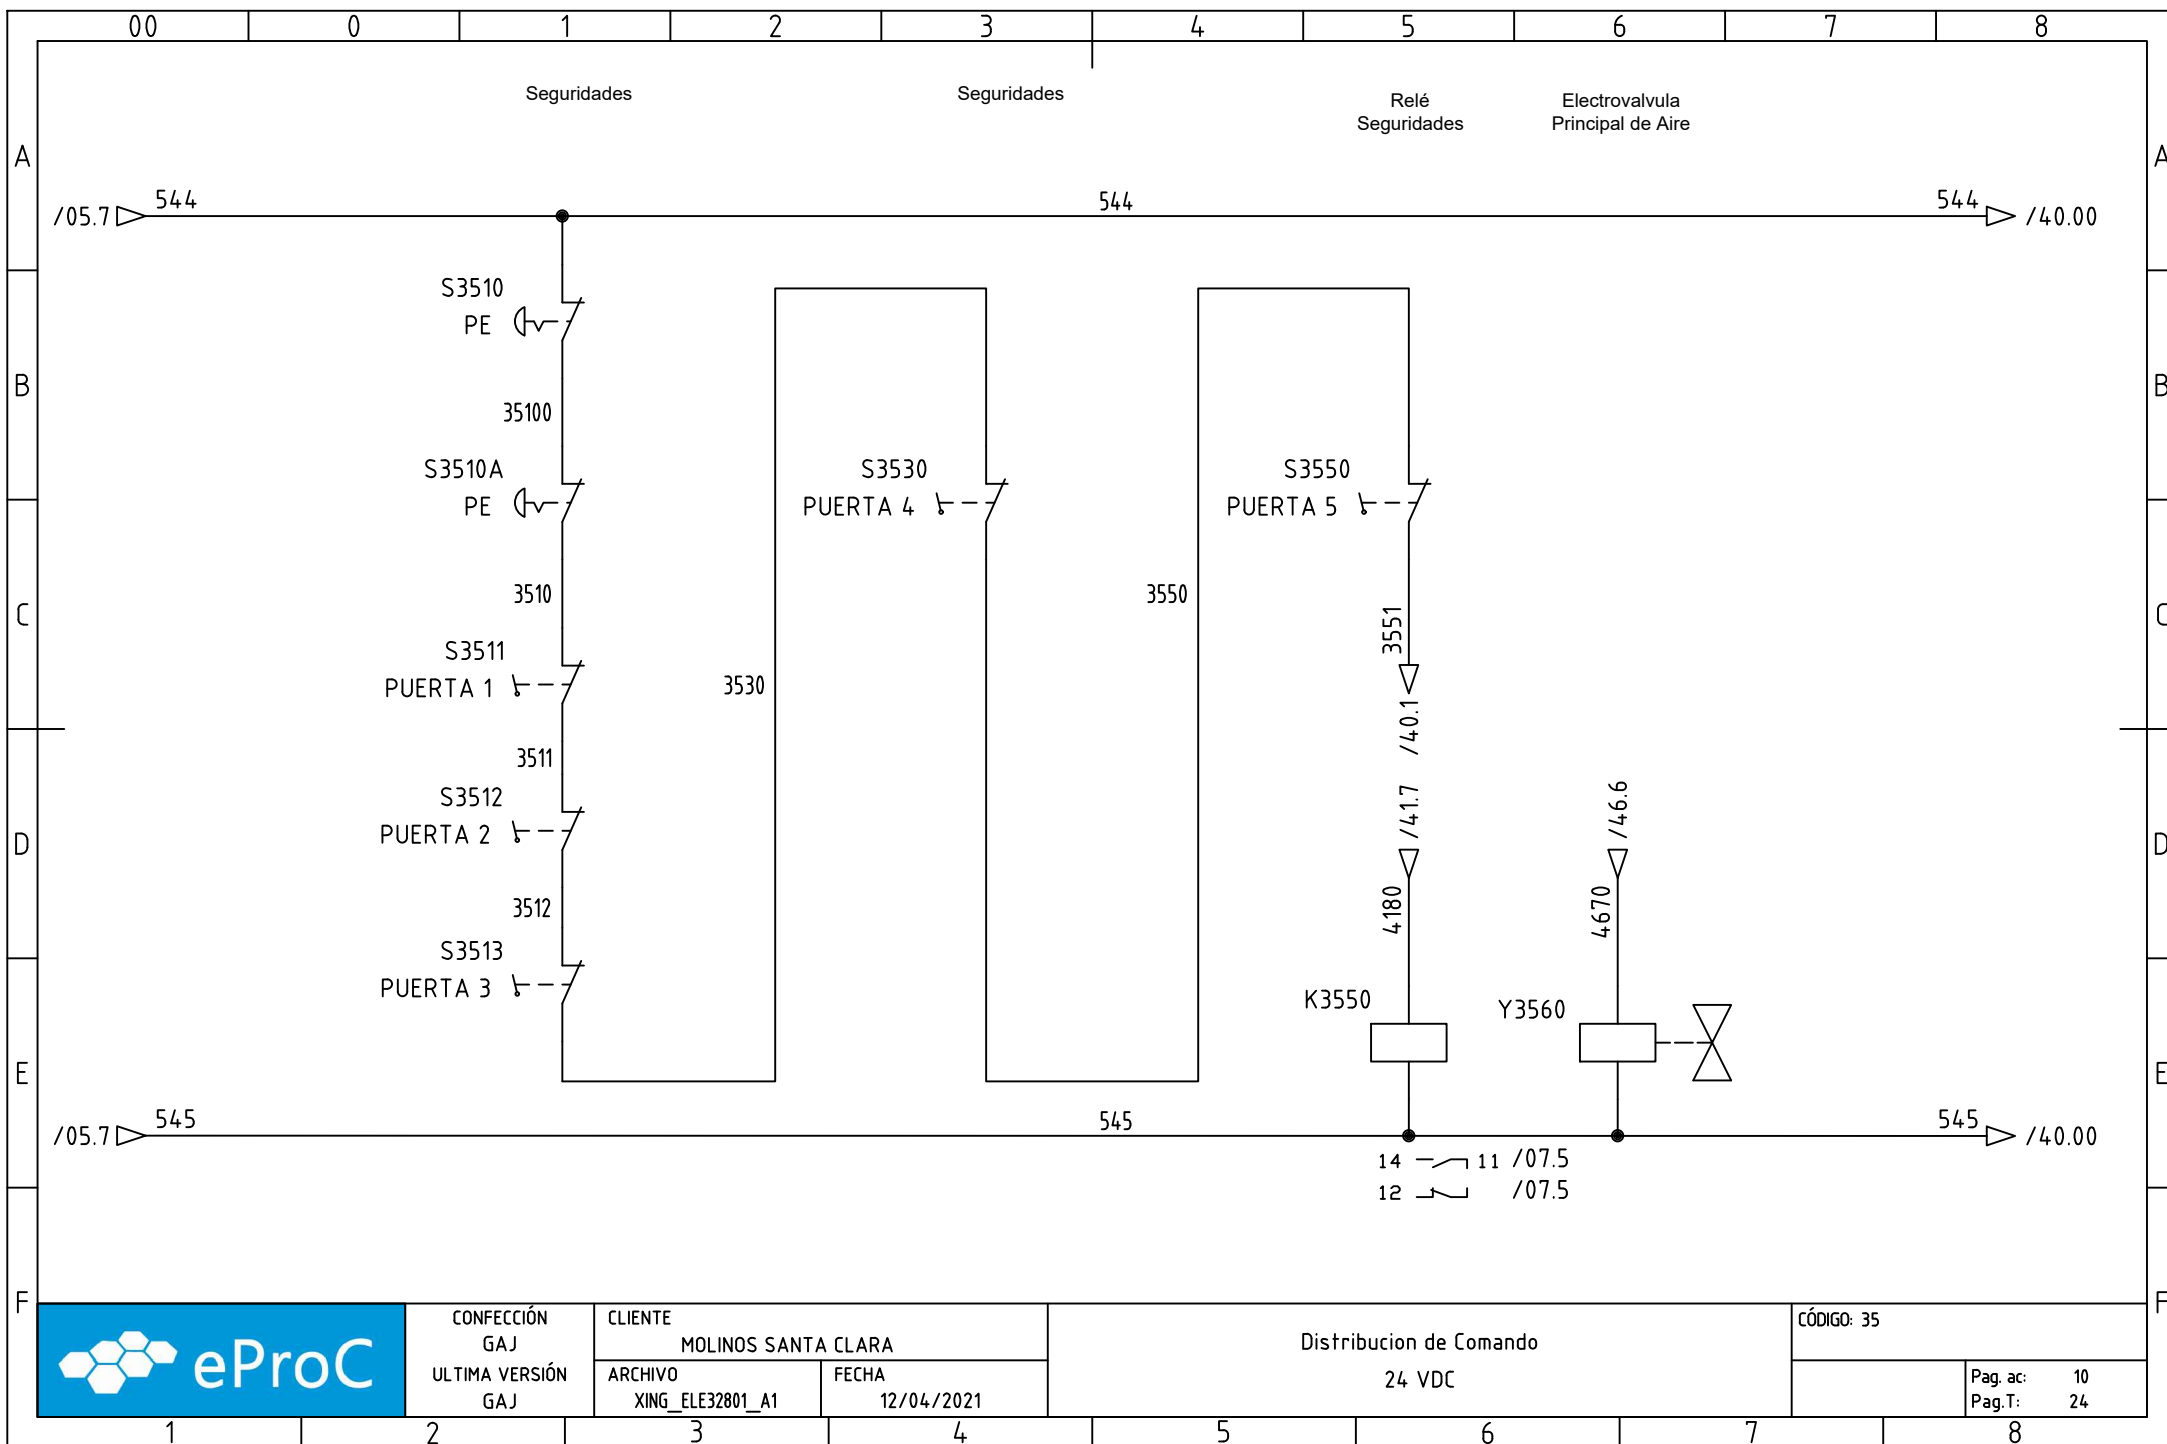 00 0 1 2 3 4 5 6 7 8
Seguridades
Seguridades
Relé
Seguridades
Electrovalvula
Principal de Aire
A
A
/05.7 544
544
544 /40.00
S3510
PE
B
B
35100
S3510A
PE
S3530
PUERTA 4
S3550
PUERTA 5
3510
3550
C
C
3551
S3511
PUERTA 1
3530
/40.1
3511
/41.7
/46.6
S3512
PUERTA 2
D
D
3512
4180
4670
S3513
PUERTA 3
K3550
Y3560
E
E
/05.7 545
545
545 /40.00
14 11 /07.5
12 /07.5
F
F
eProC
CONFECCIÓN
GAJ
ULTIMA VERSIÓN
GAJ
CLIENTE
MOLINOS SANTA CLARA
ARCHIVO
XING_ELE32801_A1
FECHA
12/04/2021
Distribucion de Comando
24 VDC
CÓDIGO: 35
Pag. ac: 10
Pag.T: 24
1 2 3 4 5 6 7 8